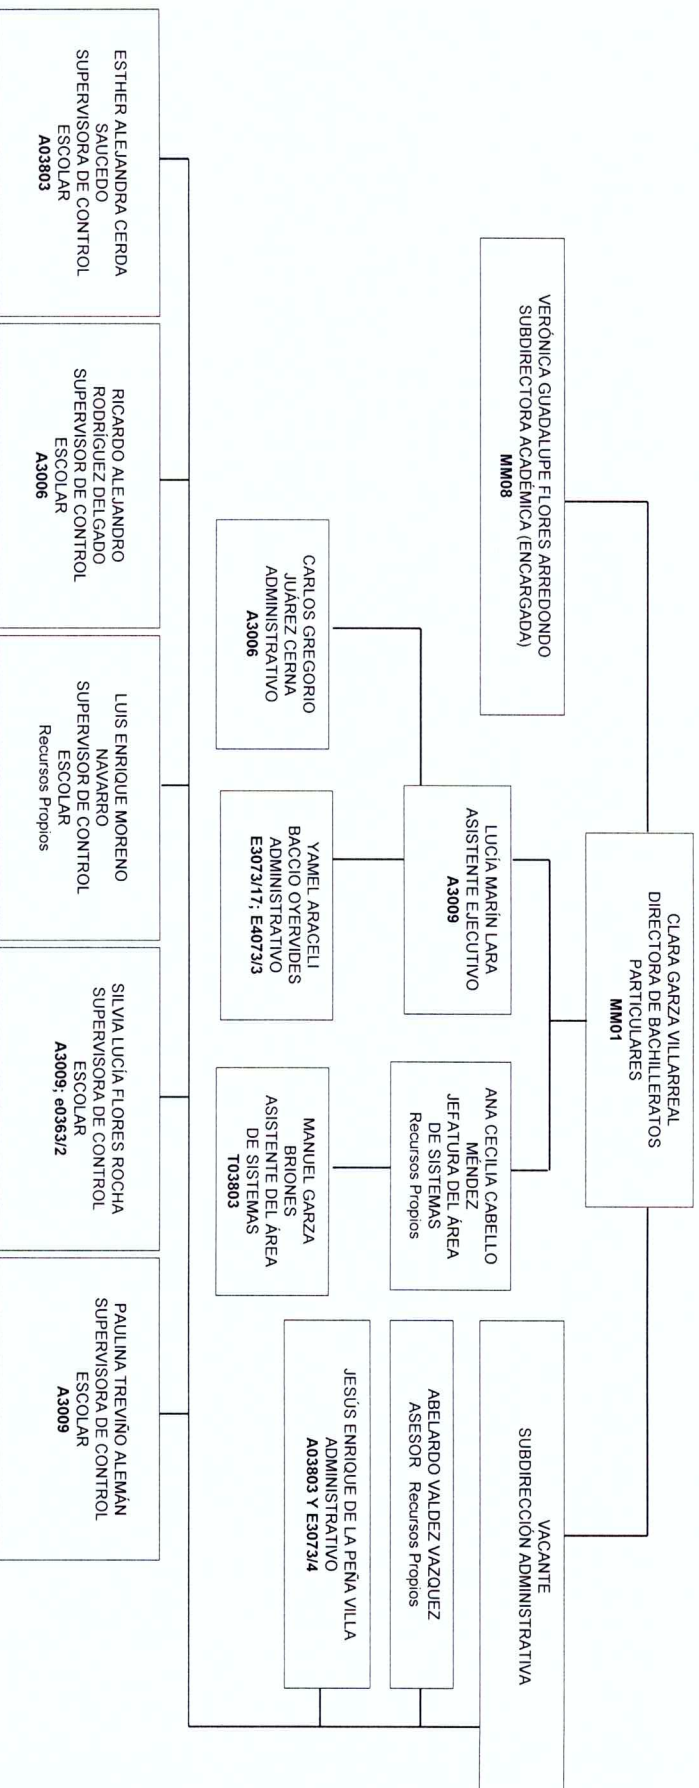 CLARA GARZA VILLARREAL
DIRECTORA DE BACHILLERATOS
PARTICULARES
MM01
VERÓNICA GUADALUPE FLORES ARREDONDO
SUBDIRECTORA ACADÉMICA (ENCARGADA)
MM08
VACANTE
SUBDIRECCIÓN ADMINISTRATIVA
LUCÍA MARÍN LARA
ASISTENTE EJECUTIVO
A3009
ANA CECILIA CABELLO
MÉNDEZ
JEFATURA DEL ÁREA
DE SISTEMAS
Recursos Propios
ABELARDO VALDEZ VAZQUEZ
ASESOR Recursos Propios
CARLOS GREGORIO
JUÁREZ CERNA
ADMINISTRATIVO
A3006
YAMEL ARACELI
BACCIO OYERVIDES
ADMINISTRATIVO
E3073/17; E4073/3
MANUEL GARZA
BRIONES
ASISTENTE DEL ÁREA
DE SISTEMAS
T03803
JESÚS ENRIQUE DE LA PEÑA VILLA
ADMINISTRATIVO
A03803 Y E3073/4
ESTHER ALEJANDRA CERDA
SAUCEDO
SUPERVISORA DE CONTROL
ESCOLAR
A03803
RICARDO ALEJANDRO
RODRÍGUEZ DELGADO
SUPERVISOR DE CONTROL
ESCOLAR
A3006
LUIS ENRIQUE MORENO
NAVARRO
SUPERVISOR DE CONTROL
ESCOLAR
Recursos Propios
SILVIA LUCÍA FLORES ROCHA
SUPERVISORA DE CONTROL
ESCOLAR
A3009; e0363/2
PAULINA TREVIÑO ALEMÁN
SUPERVISORA DE CONTROL
ESCOLAR
A3009